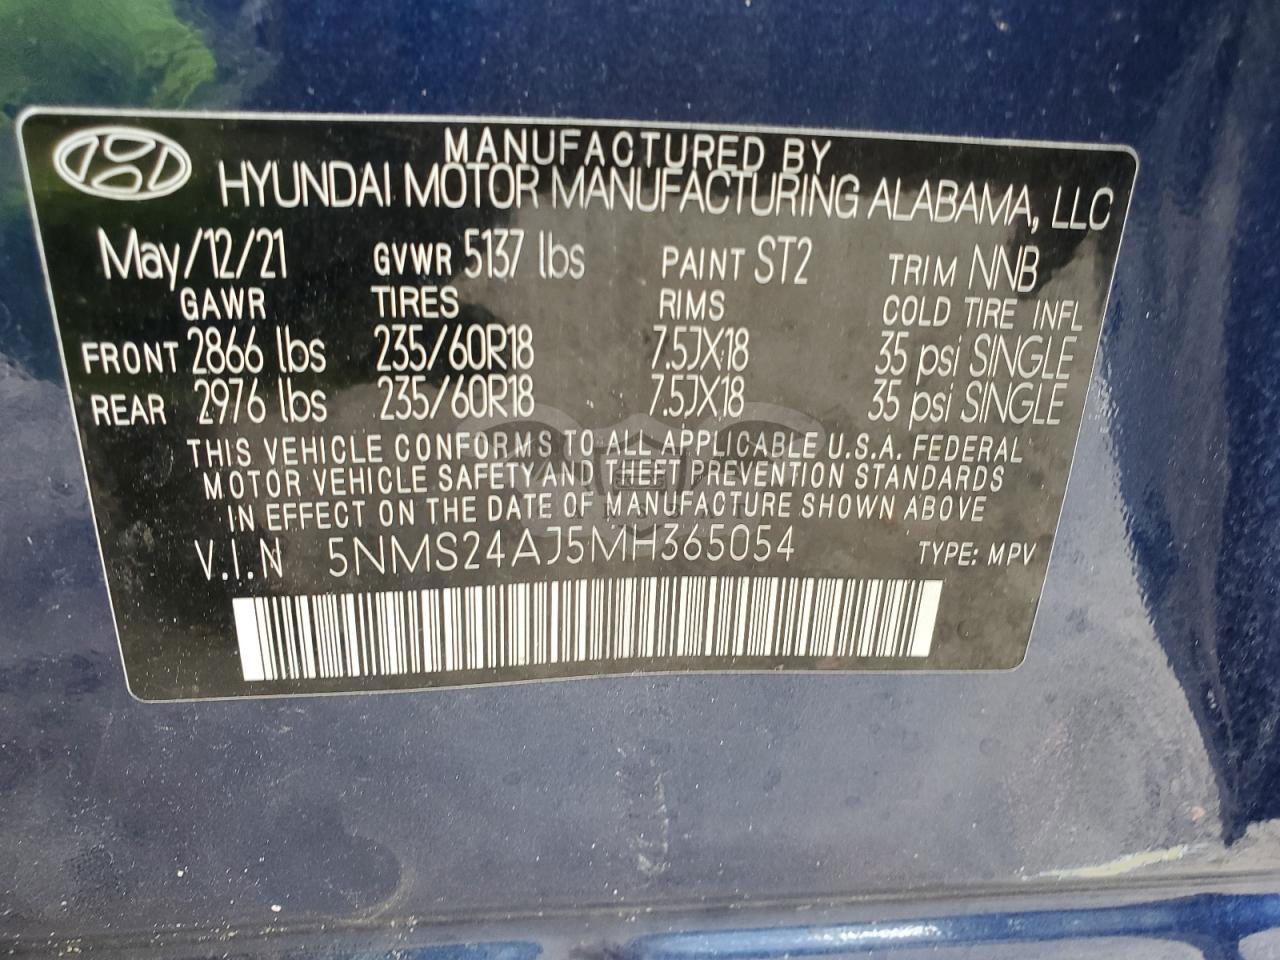 MANUFACTURED BY
HYUNDAI MOTOR MANUFACTURING ALABAMA, LLC
May/12/21 GVWR 5137 lbs PAINT ST2 TRIM NNB
GAWR TIRES RIMS COLD TIRE INFL
FRONT 2866 lbs 235/60R18 7.5JX18 35 psi SINGLE
REAR 2976 lbs 235/60R18 7.5JX18 35 psi SINGLE
THIS VEHICLE CONFORMS TO ALL APPLICABLE U.S.A. FEDERAL
MOTOR VEHICLE SAFETY AND THEFT PREVENTION STANDARDS
IN EFFECT ON THE DATE OF MANUFACTURE SHOWN ABOVE
V.I.N 5NMS24AJ5MH365054 TYPE: MPV